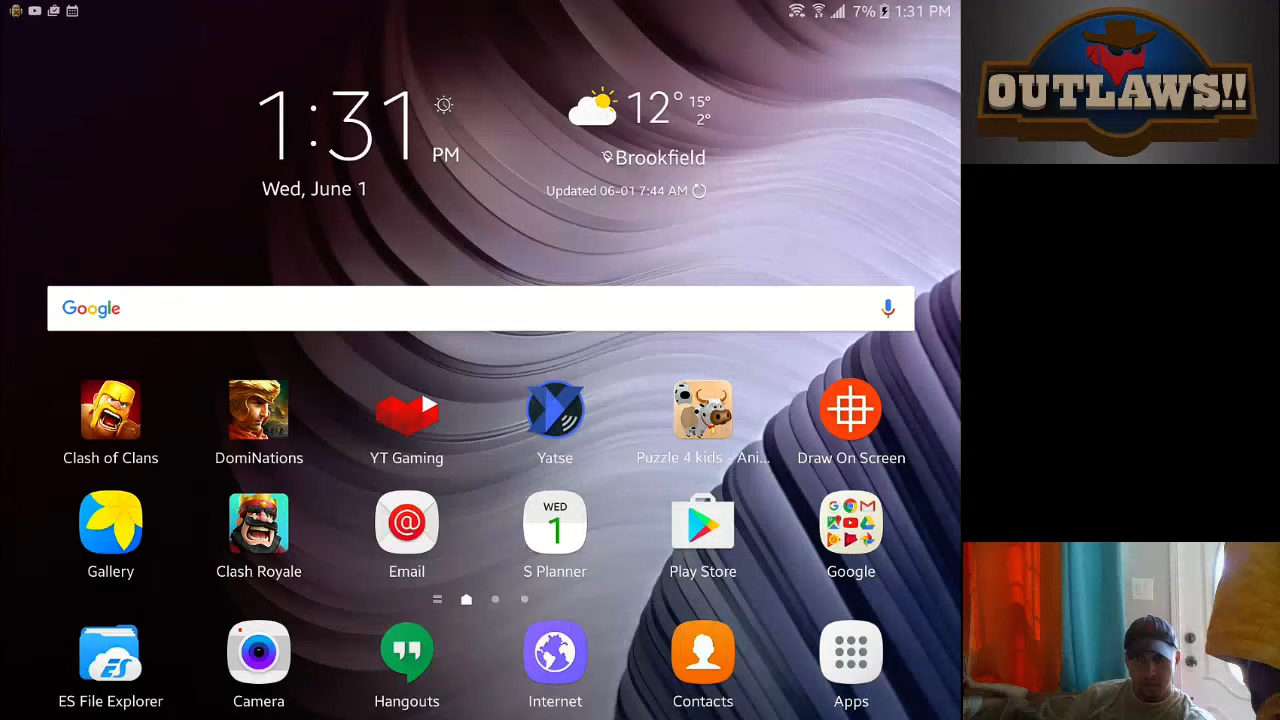 7% 1:31 PM
OUTLAWS!!
1:31 PM
Wed, June 1
12° 15° 2°
Brookfield
Updated 06-01 7:44 AM
Google
Clash of Clans
DomiNations
YT Gaming
Yatse
Puzzle 4 kids - Ani...
Draw On Screen
WED
1
Gallery
Clash Royale
Email
S Planner
Play Store
Google
ES
ES File Explorer
Camera
Hangouts
Internet
Contacts
Apps